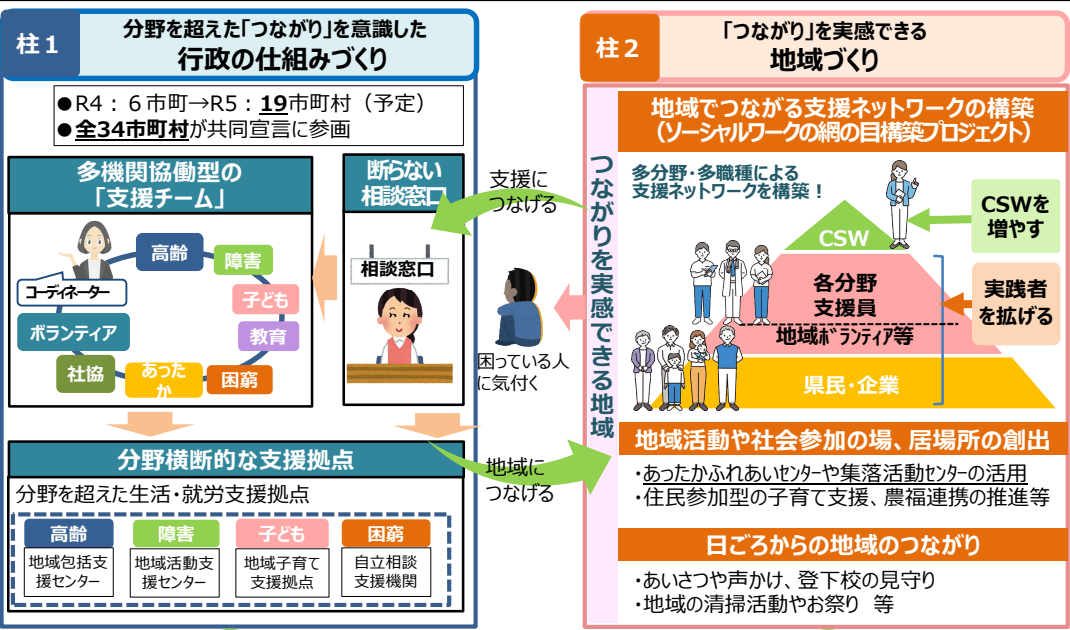 柱1
分野を超えた「つながり」を意識した
行政の仕組みづくり
●R4:6市町→R5:19市町村(予定)
●全34市町村が共同宣言に参画
多機関協働型の
「支援チーム」
高齢
障害
子ども
教育
困窮
あった
か
社協
ボランティア
コーディネーター
断らない
相談窓口
相談窓口
分野横断的な支援拠点
分野を超えた生活・就労支援拠点
高齢
地域包括支
援センター
障害
地域活動支
援センター
子ども
地域子育て
支援拠点
困窮
自立相談
支援機関
支援に
つなげる
困っている人
に気付く
地域に
つなげる
柱2
「つながり」を実感できる
地域づくり
つながりを実感できる地域
地域でつながる支援ネットワークの構築
(ソーシャルワークの網の目構築プロジェクト)
多分野・多職種による
支援ネットワークを構築!
CSW
各分野
支援員
地域ボランティア等
県民・企業
CSWを
増やす
実践者
を拡げる
地域活動や社会参加の場、居場所の創出
・あったかふれあいセンターや集落活動センターの活用
・住民参加型の子育て支援、農福連携の推進等
日ごろからの地域のつながり
・あいさつや声かけ、登下校の見守り
・地域の清掃活動やお祭り 等